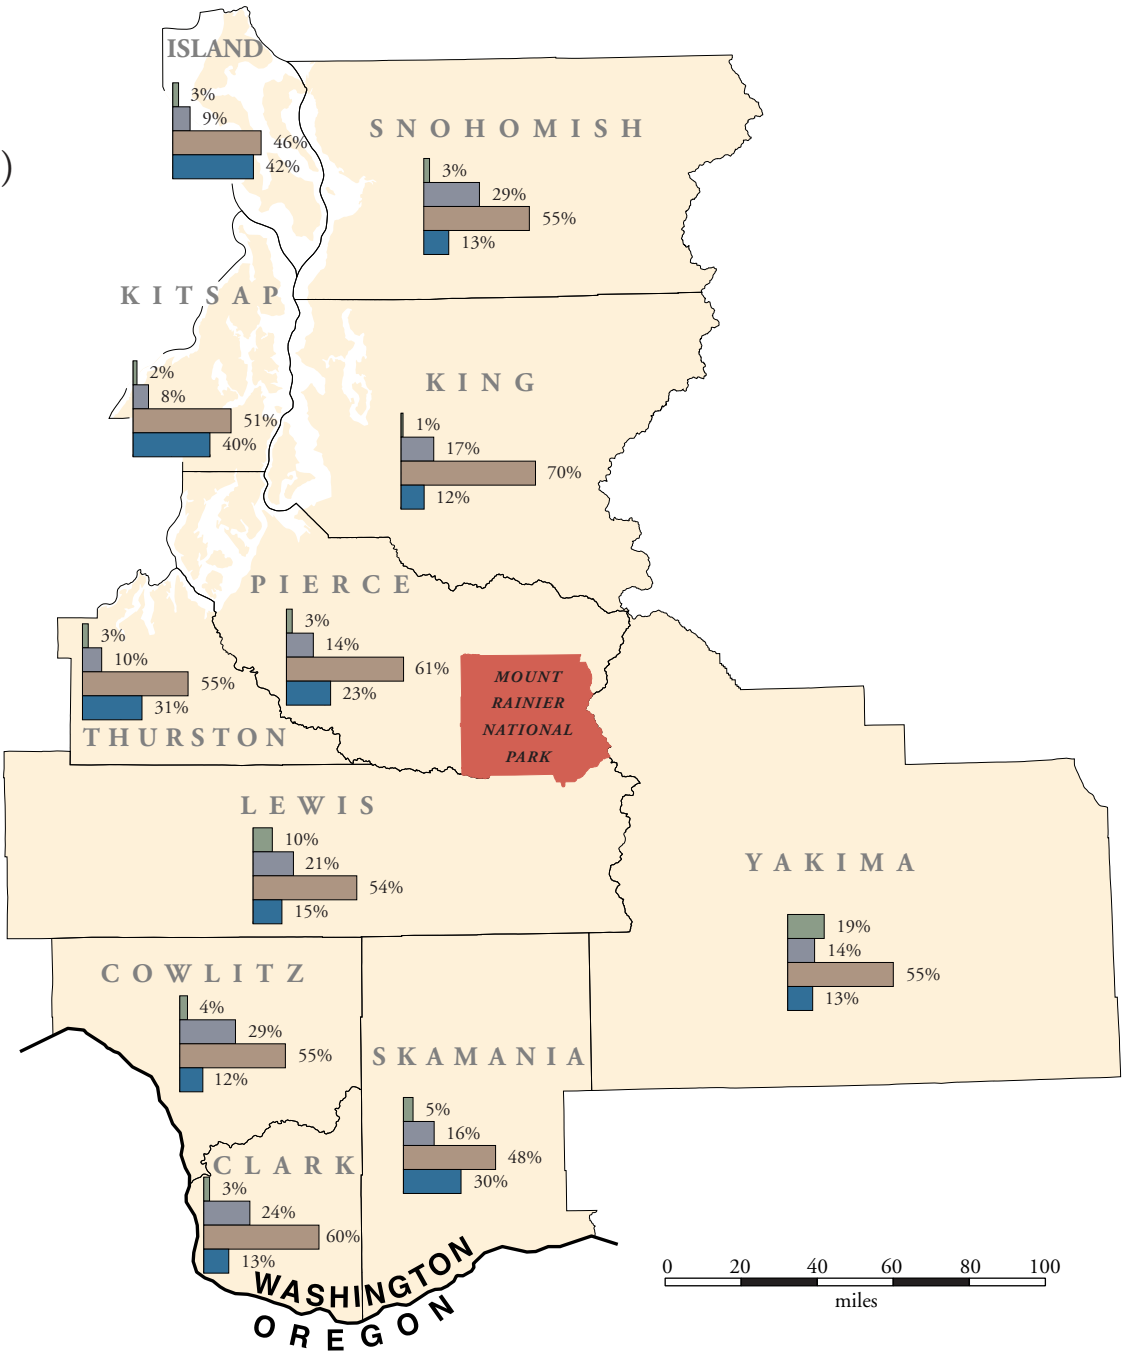 ISLAND
3%
9%
46%
42%
)
SNOHOMISH
3%
29%
55%
13%
KITSAP
2%
8%
51%
40%
KING
1%
17%
70%
12%
PIERCE
3%
14%
61%
23%
MOUNT
RAINIER
NATIONAL
PARK
3%
10%
55%
31%
THURSTON
LEWIS
10%
21%
54%
15%
YAKIMA
19%
14%
55%
13%
COWLITZ
4%
29%
55%
12%
SKAMANIA
5%
16%
48%
30%
CLARK
3%
24%
60%
13%
WASHINGTON
OREGON
0 20 40 60 80 100
miles